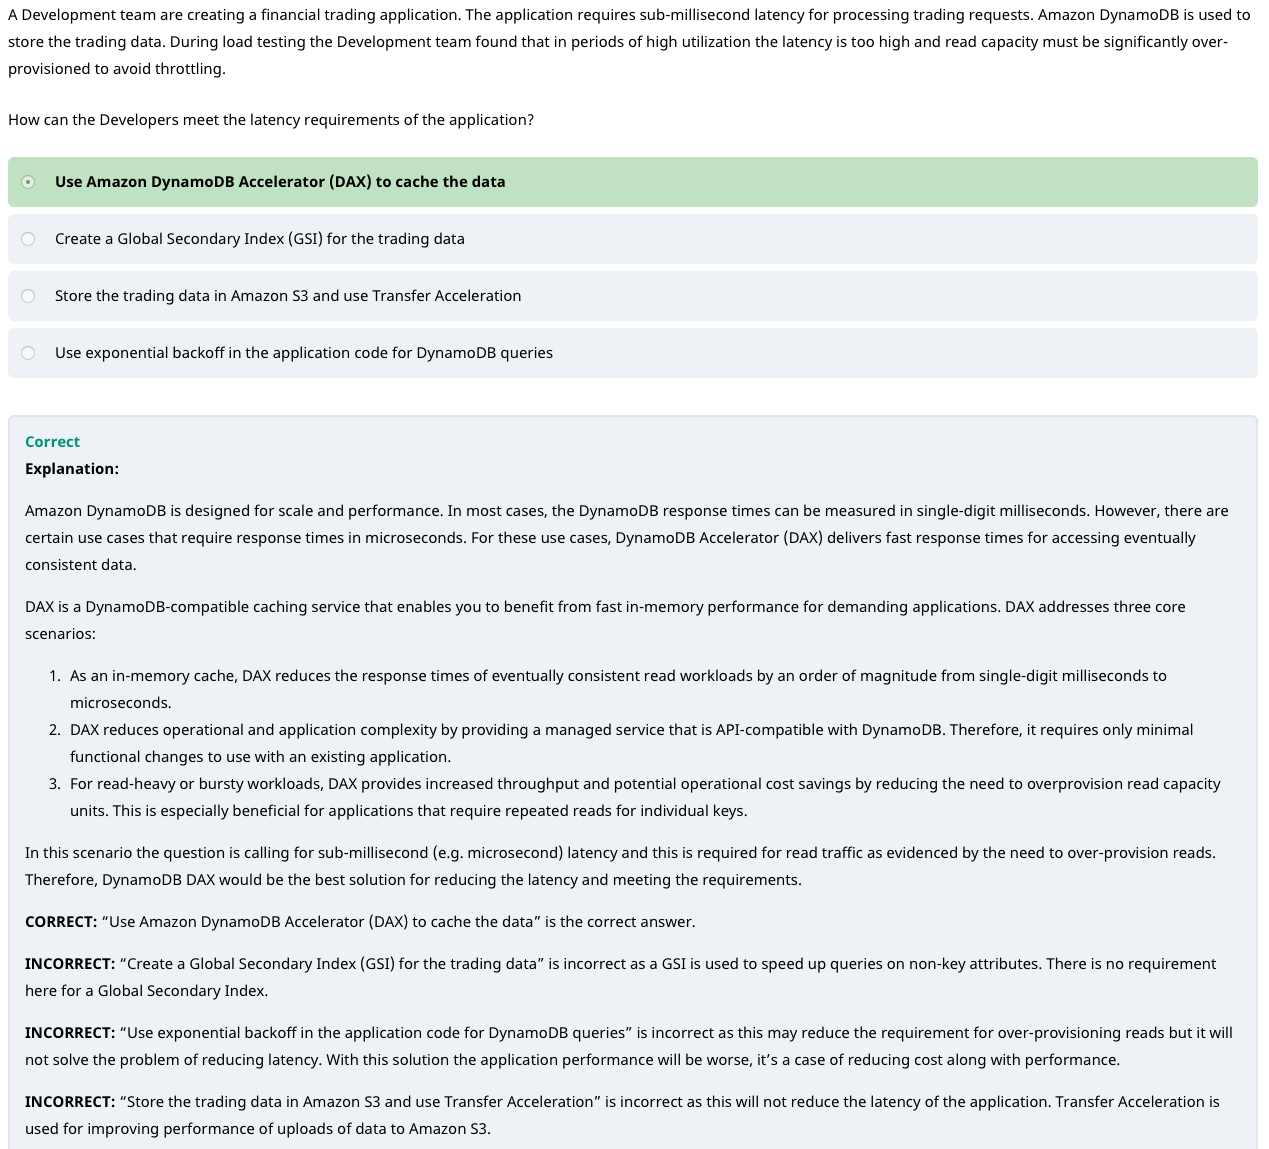 A Development team are creating a financial trading application. The application requires sub-millisecond latency for processing trading requests. Amazon DynamoDB is used to
store the trading data. During load testing the Development team found that in periods of high utilization the latency is too high and read capacity must be significantly over-
provisioned to avoid throttling.
How can the Developers meet the latency requirements of the application?
Use Amazon DynamoDB Accelerator (DAX) to cache the data
Create a Global Secondary Index (GSI) for the trading data
Store the trading data in Amazon S3 and use Transfer Acceleration
Use exponential backoff in the application code for DynamoDB queries
Correct
Explanation:
Amazon DynamoDB is designed for scale and performance. In most cases, the DynamoDB response times can be measured in single-digit milliseconds. However, there are
certain use cases that require response times in microseconds. For these use cases, DynamoDB Accelerator (DAX) delivers fast response times for accessing eventually
consistent data.
DAX is a DynamoDB-compatible caching service that enables you to benefit from fast in-memory performance for demanding applications. DAX addresses three core
scenarios:
1. As an in-memory cache, DAX reduces the response times of eventually consistent read workloads by an order of magnitude from single-digit milliseconds to
microseconds.
2. DAX reduces operational and application complexity by providing a managed service that is API-compatible with DynamoDB. Therefore, it requires only minimal
functional changes to use with an existing application.
3. For read-heavy or bursty workloads, DAX provides increased throughput and potential operational cost savings by reducing the need to overprovision read capacity
units. This is especially beneficial for applications that require repeated reads for individual keys.
In this scenario the question is calling for sub-millisecond (e.g. microsecond) latency and this is required for read traffic as evidenced by the need to over-provision reads.
Therefore, DynamoDB DAX would be the best solution for reducing the latency and meeting the requirements.
CORRECT: “Use Amazon DynamoDB Accelerator (DAX) to cache the data” is the correct answer.
INCORRECT: “Create a Global Secondary Index (GSI) for the trading data” is incorrect as a GSI is used to speed up queries on non-key attributes. There is no requirement
here for a Global Secondary Index.
INCORRECT: “Use exponential backoff in the application code for DynamoDB queries” is incorrect as this may reduce the requirement for over-provisioning reads but it will
not solve the problem of reducing latency. With this solution the application performance will be worse, it’s a case of reducing cost along with performance.
INCORRECT: “Store the trading data in Amazon S3 and use Transfer Acceleration” is incorrect as this will not reduce the latency of the application. Transfer Acceleration is
used for improving performance of uploads of data to Amazon S3.